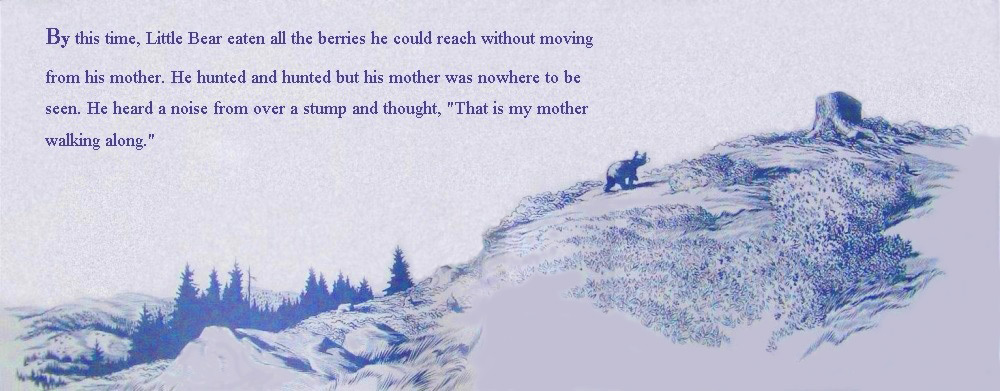 By this time, Little Bear eaten all the berries he could reach without moving
from his mother. He hunted and hunted but his mother was nowhere to be
seen. He heard a noise from over a stump and thought, "That is my mother
walking along."